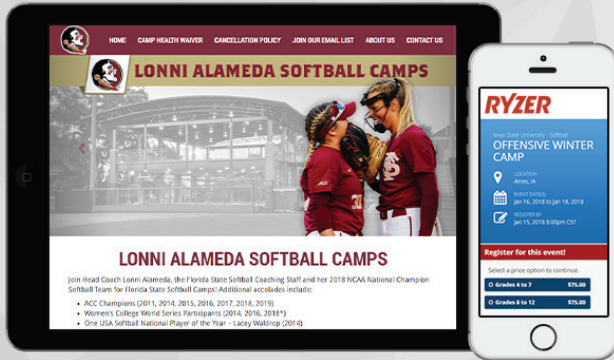 HOME CAMP HEALTH WAIVER CANCELLATION POLICY JOIN OUR EMAIL LIST ABOUT US CONTACT US
LONNI ALAMEDA SOFTBALL CAMPS
ACC
30
LONNI ALAMEDA SOFTBALL CAMPS
Join Head Coach Lonni Alameda, the Florida State Softball Coaching Staff and her 2018 NCAA National Champion
Softball Team for Florida State Softball Camps! Additional accolades include:
• ACC Champions (2011, 2014, 2015, 2016, 2017, 2018, 2019)
• Women's College World Series Participants (2014, 2016, 2018*)
• One USA Softball National Player of the Year - Lacey Waldrop (2014)
RYZER
Iowa State University - Softball
OFFENSIVE WINTER
CAMP
LOCATION
Ames, IA
EVENT DATE(S)
Jan 16, 2018 to Jan 18, 2018
REGISTER BY
Jan 15, 2018 8:00pm CST
Register for this event!
Select a price option to continue.
Grades 4 to 7 $75.00
Grades 8 to 12 $75.00